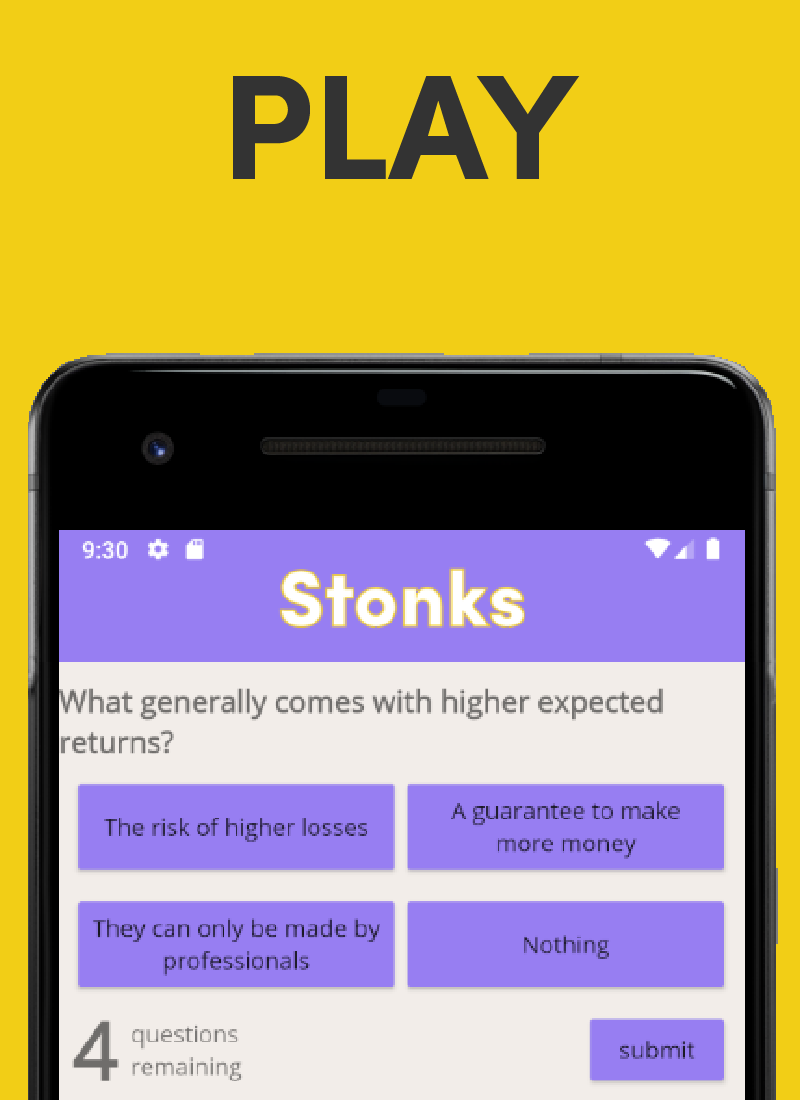 PLAY
9:30
Stonks
What generally comes with higher expected
returns?
The risk of higher losses
A guarantee to make
more money
They can only be made by
professionals
Nothing
4
questions
remaining
submit